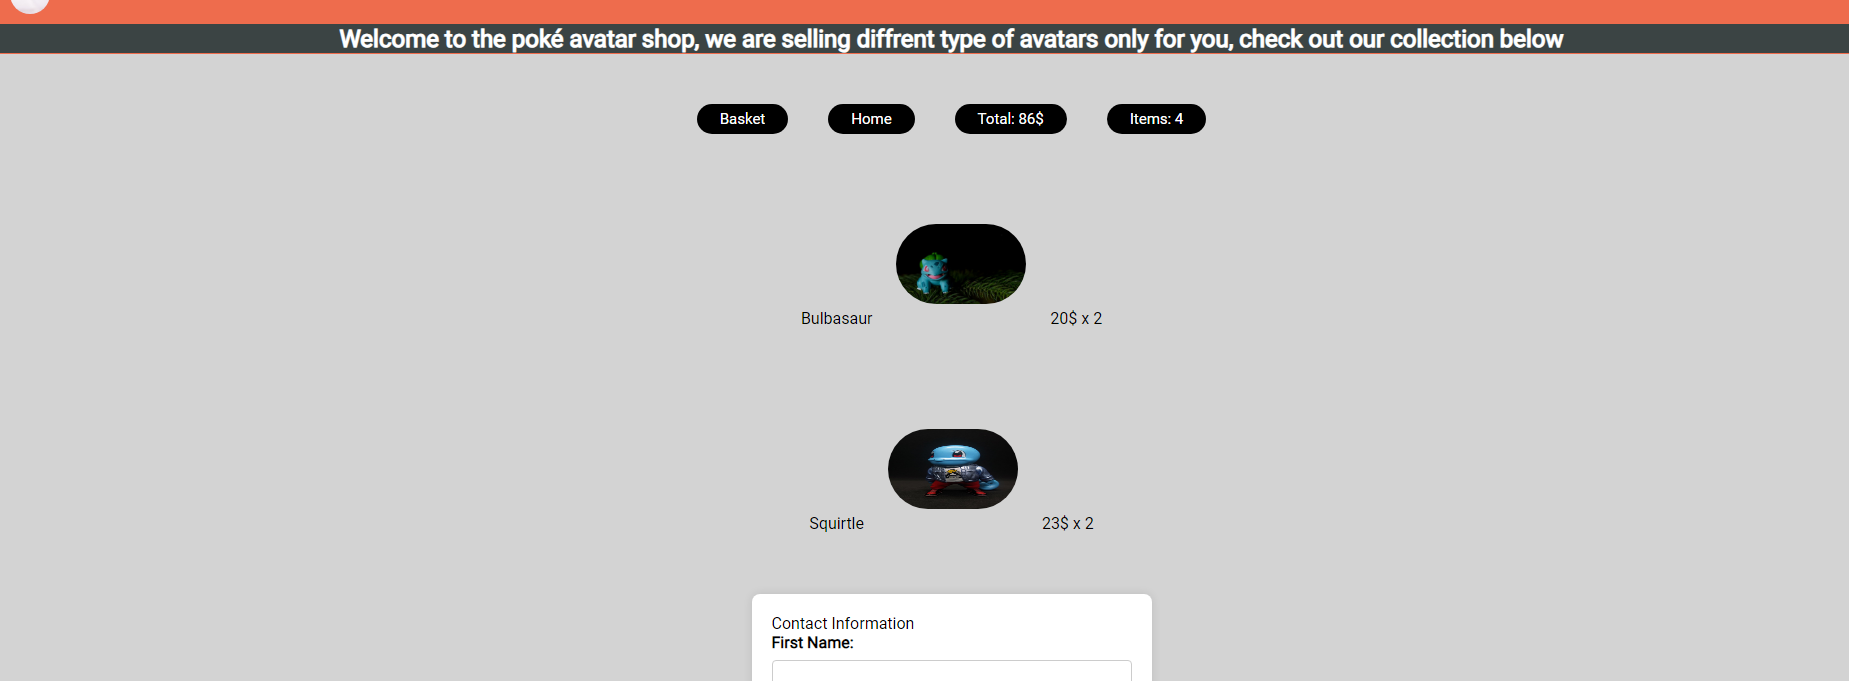 Welcome to the poké avatar shop, we are selling diffrent type of avatars only for you, check out our collection below
Basket Home Total: 86$ Items: 4
Bulbasaur 20$ x 2
Squirtle 23$ x 2
Contact Information
First Name: